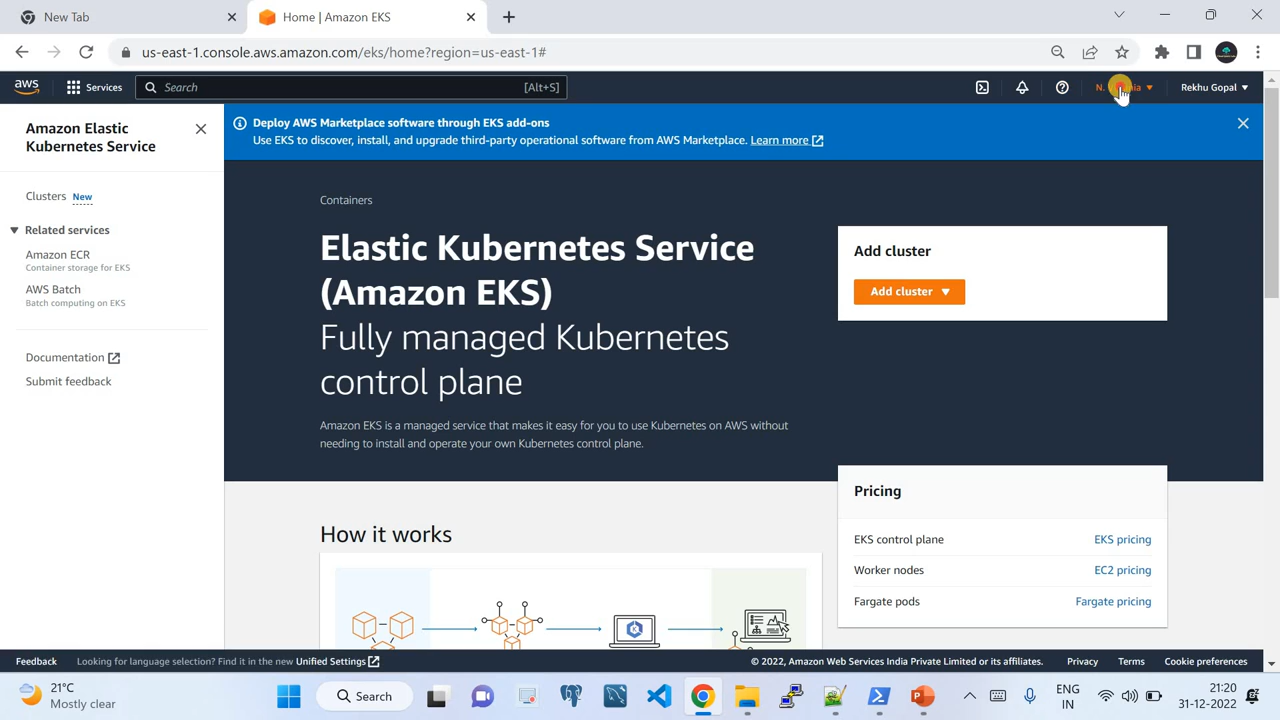 New Tab
Home | Amazon EKS
us-east-1.console.aws.amazon.com/eks/home?region=us-east-1#
aws
Services
Search
[Alt+S]
N.
Rekhu Gopal
Amazon Elastic
Kubernetes Service
Clusters New
Related services
Amazon ECR
Container storage for EKS
AWS Batch
Batch computing on EKS
Documentation
Submit feedback
Deploy AWS Marketplace software through EKS add-ons
Use EKS to discover, install, and upgrade third-party operational software from AWS Marketplace. Learn more
Containers
Elastic Kubernetes Service
(Amazon EKS)
Fully managed Kubernetes
control plane
Amazon EKS is a managed service that makes it easy for you to use Kubernetes on AWS without
needing to install and operate your own Kubernetes control plane.
Add cluster
Add cluster
Pricing
EKS control plane
EKS pricing
Worker nodes
EC2 pricing
Fargate pods
Fargate pricing
How it works
Feedback
Looking for language selection? Find it in the new Unified Settings
© 2022, Amazon Web Services India Private Limited or its affiliates.
Privacy
Terms
Cookie preferences
21°C
Mostly clear
Search
ENG
IN
21:20
31-12-2022